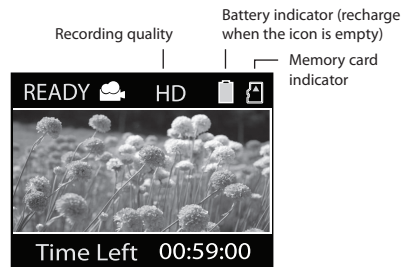 Battery indicator (recharge
when the icon is empty)
Recording quality
Memory card
indicator
READY HD
Time Left 00:59:00